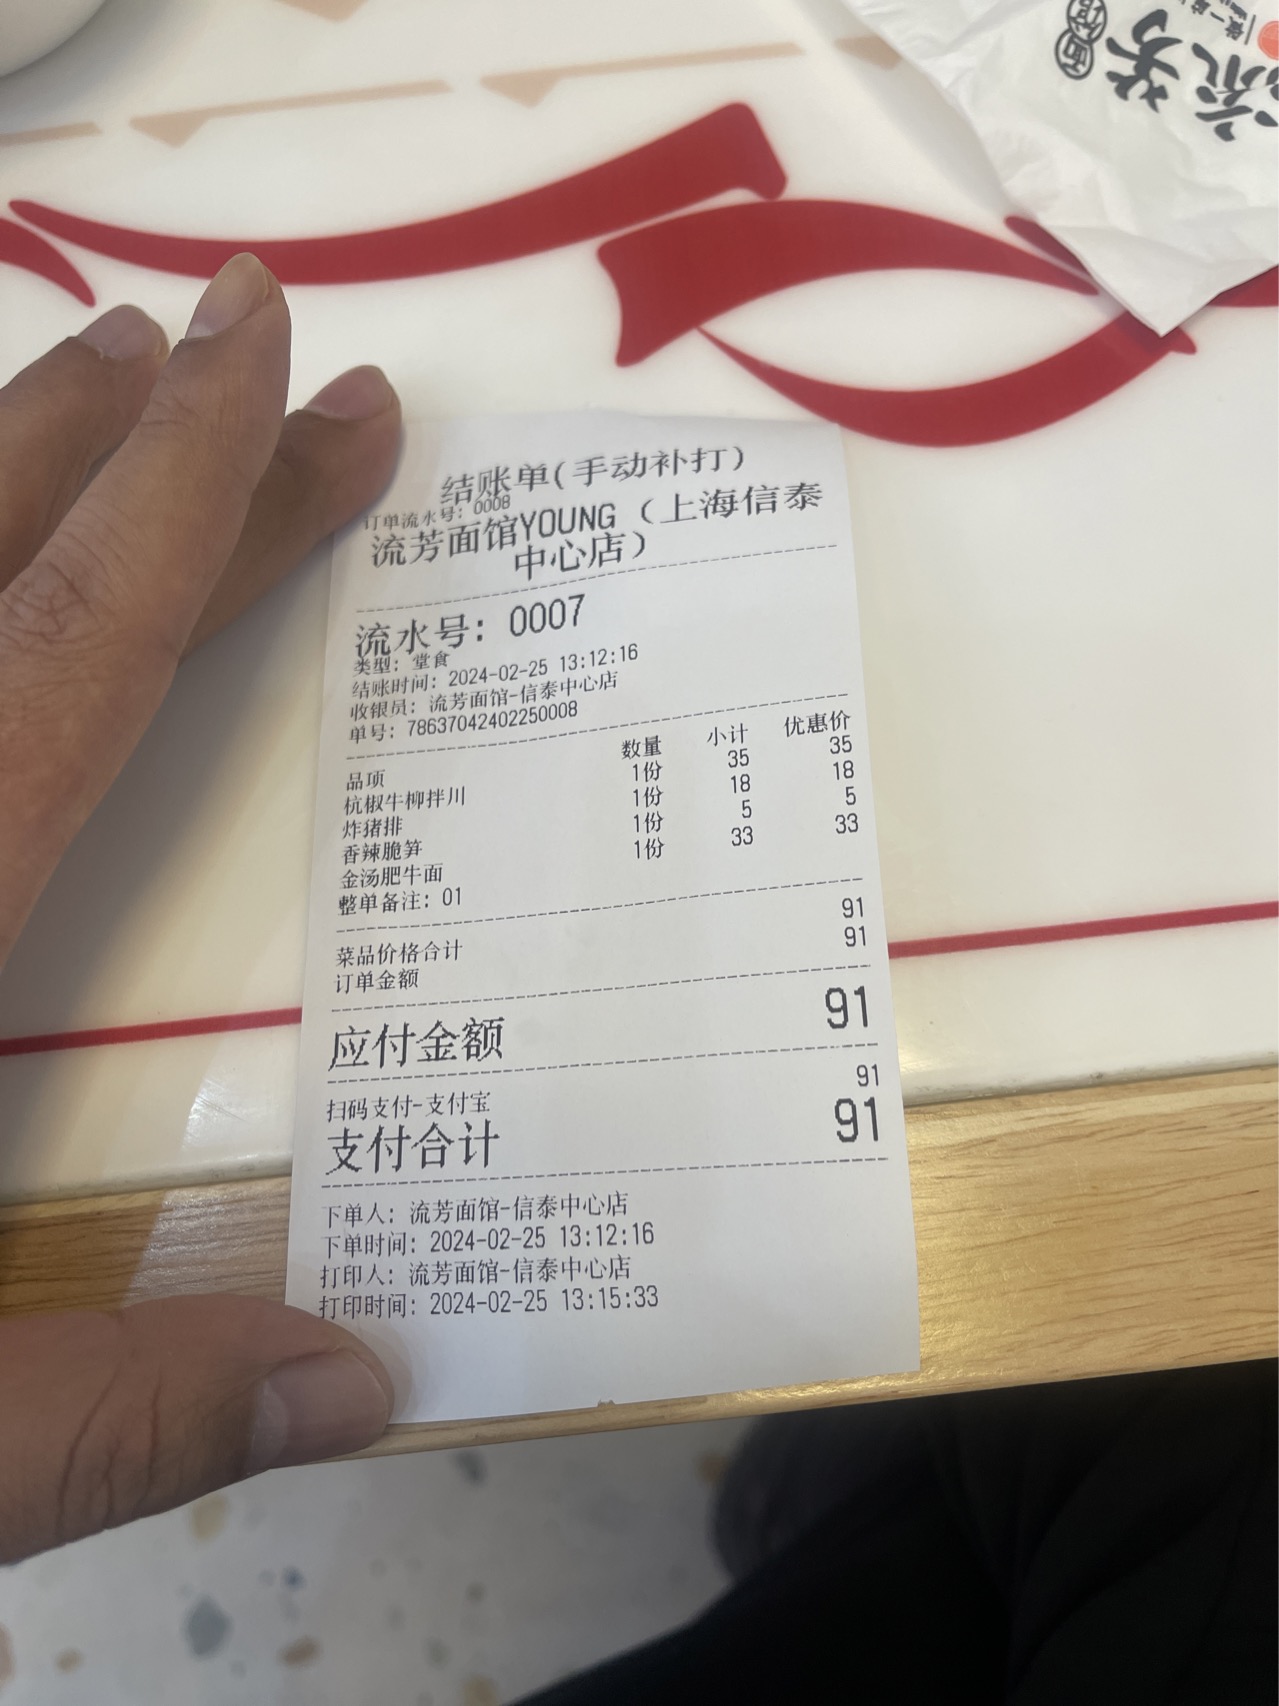 面馆
流芳
结账单(手动补打)
订单流水号: 0008
流芳面馆YOUNG（上海信泰
中心店）
流水号: 0007
类型: 堂食
结账时间: 2024-02-25 13:12:16
收银员: 流芳面馆-信泰中心店
单号: 78637042402250008
品项 数量 小计 优惠价
杭椒牛柳拌川 1份 35 35
炸猪排 1份 18 18
香辣脆笋 1份 5 5
金汤肥牛面 1份 33 33
整单备注: 01
菜品价格合计 91
订单金额 91
应付金额 91
扫码支付-支付宝 91
支付合计 91
下单人: 流芳面馆-信泰中心店
下单时间: 2024-02-25 13:12:16
打印人: 流芳面馆-信泰中心店
打印时间: 2024-02-25 13:15:33